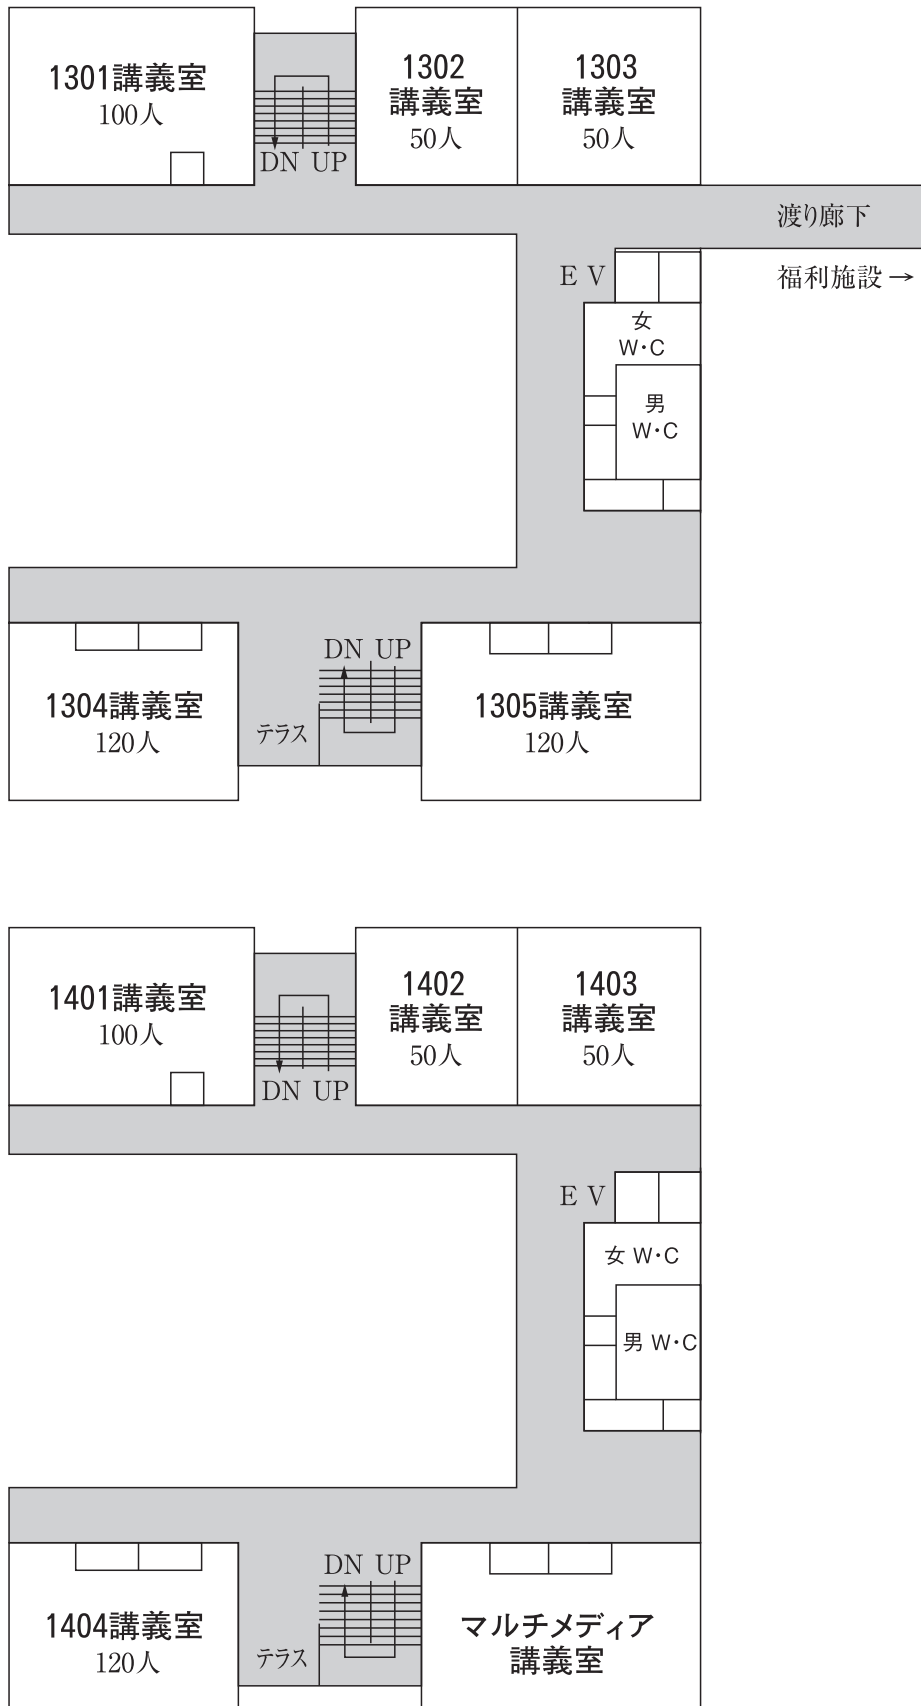 1301講義室
100人
DN UP
1302
講義室
50人
1303
講義室
50人
渡り廊下
福利施設→
E V
女
W・C
男
W・C
DN UP
1304講義室
120人
テラス
1305講義室
120人
1401講義室
100人
DN UP
1402
講義室
50人
1403
講義室
50人
E V
女 W・C
男 W・C
DN UP
1404講義室
120人
テラス
マルチメディア
講義室